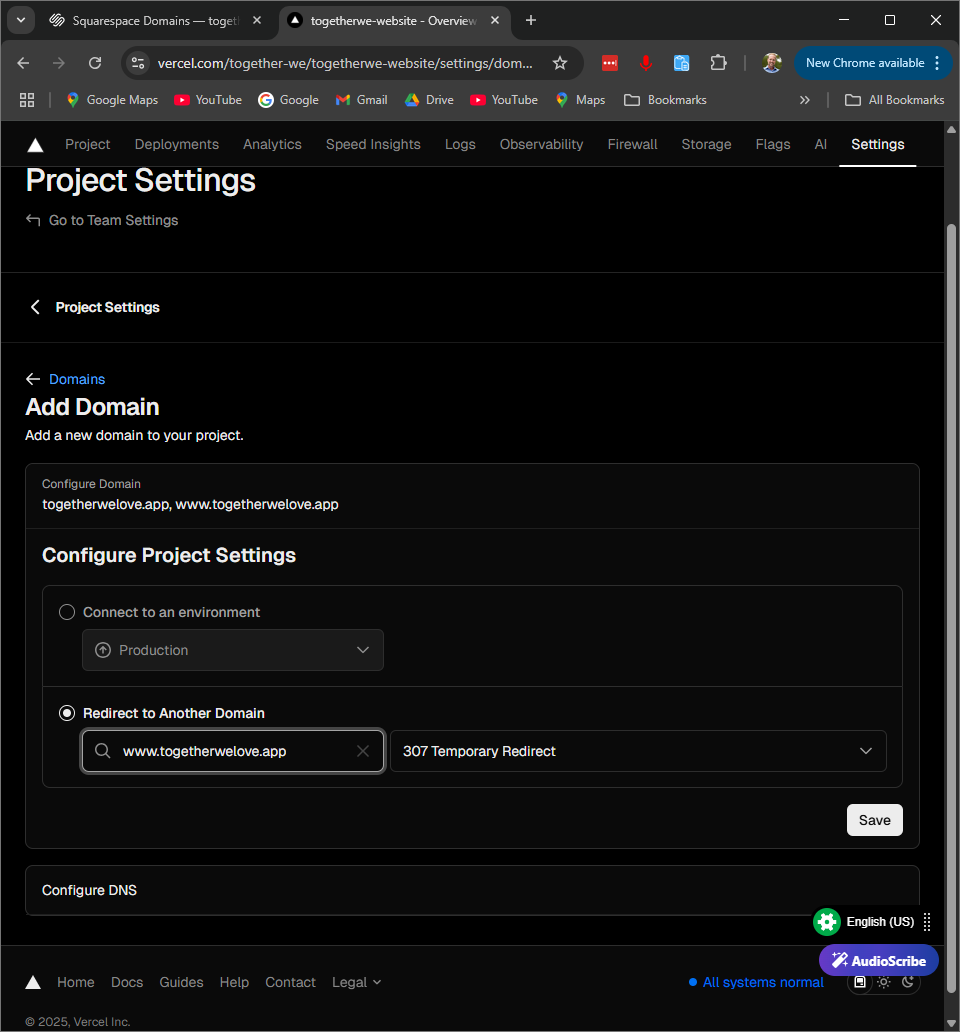 Squarespace Domains — toget
togetherwe-website - Overview
vercel.com/together-we/togetherwe-website/settings/dom...
New Chrome available
Google Maps YouTube Google Gmail Drive YouTube Maps Bookmarks » All Bookmarks
Project Deployments Analytics Speed Insights Logs Observability Firewall Storage Flags AI Settings
Project Settings
Go to Team Settings
Project Settings
Domains
Add Domain
Add a new domain to your project.
Configure Domain
togetherwelove.app, www.togetherwelove.app
Configure Project Settings
Connect to an environment
Production
Redirect to Another Domain
www.togetherwelove.app 307 Temporary Redirect
Save
Configure DNS
English (US)
AudioScribe
Home Docs Guides Help Contact Legal All systems normal
© 2025, Vercel Inc.